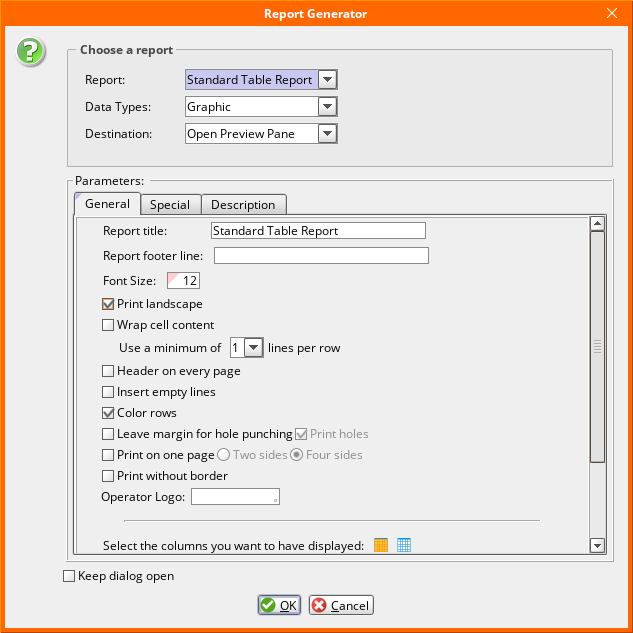 Report Generator
Choose a report
Report: Standard Table Report
Data Types: Graphic
Destination: Open Preview Pane
Parameters:
General Special Description
Report title: Standard Table Report
Report footer line:
Font Size: 12
Print landscape
Wrap cell content
Use a minimum of 1 lines per row
Header on every page
Insert empty lines
Color rows
Leave margin for hole punching Print holes
Print on one page Two sides Four sides
Print without border
Operator Logo:
Select the columns you want to have displayed:
Keep dialog open
OK Cancel